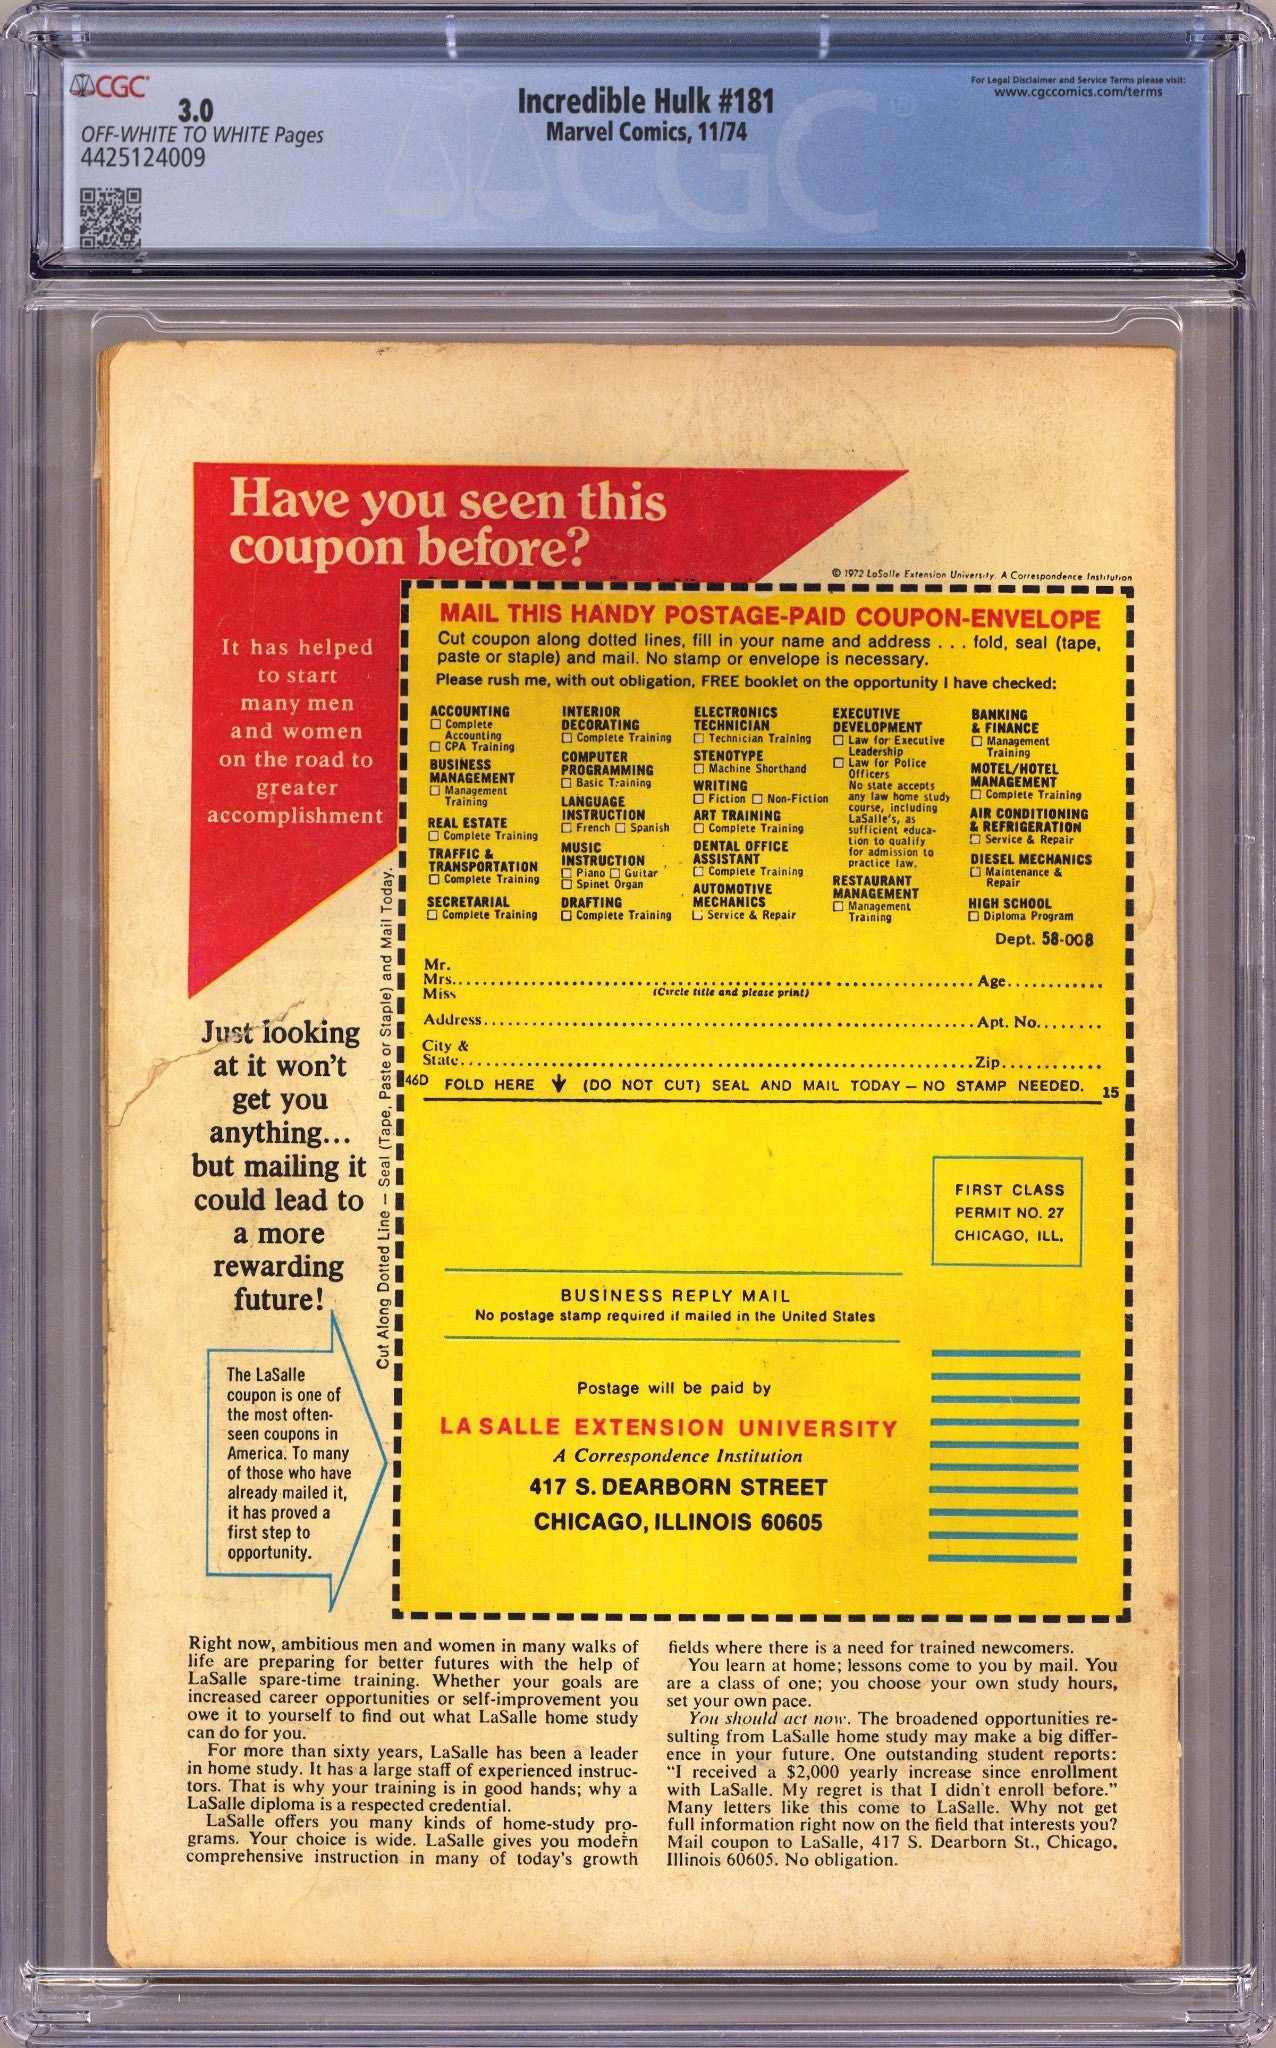 CGC
3.0
OFF-WHITE TO WHITE Pages
4425124009
Incredible Hulk #181
Marvel Comics, 11/74
For Legal Disclaimer and Service Terms please visit:
www.cgccomics.com/terms
CGC
Have you seen this
coupon before?
It has helped
to start
many men
and women
on the road to
greater
accomplishment
© 1972 LaSalle Extension University. A Correspondence Institution
MAIL THIS HANDY POSTAGE-PAID COUPON-ENVELOPE
Cut coupon along dotted lines, fill in your name and address . . . fold, seal (tape,
paste or staple) and mail. No stamp or envelope is necessary.
Please rush me, with out obligation, FREE booklet on the opportunity I have checked:
ACCOUNTING
☐ Complete
Accounting
☐ CPA Training
BUSINESS
MANAGEMENT
☐ Management
Training
REAL ESTATE
☐ Complete Training
TRAFFIC &
TRANSPORTATION
☐ Complete Training
SECRETARIAL
☐ Complete Training
INTERIOR
DECORATING
☐ Complete Training
COMPUTER
PROGRAMMING
☐ Basic Training
LANGUAGE
INSTRUCTION
☐ French ☐ Spanish
MUSIC
INSTRUCTION
☐ Piano ☐ Guitar
☐ Spinet Organ
DRAFTING
☐ Complete Training
ELECTRONICS
TECHNICIAN
☐ Technician Training
STENOTYPE
☐ Machine Shorthand
WRITING
☐ Fiction ☐ Non-Fiction
ART TRAINING
☐ Complete Training
DENTAL OFFICE
ASSISTANT
☐ Complete Training
AUTOMOTIVE
MECHANICS
☐ Service & Repair
EXECUTIVE
DEVELOPMENT
☐ Law for Executive
Leadership
☐ Law for Police
Officers
No state accepts
any law home study
course, including
LaSalle's, as
sufficient educa-
tion to qualify
for admission to
practice law.
RESTAURANT
MANAGEMENT
☐ Management
Training
BANKING
& FINANCE
☐ Management
Training
MOTEL/HOTEL
MANAGEMENT
☐ Complete Training
AIR CONDITIONING
& REFRIGERATION
☐ Service & Repair
DIESEL MECHANICS
☐ Maintenance &
Repair
HIGH SCHOOL
☐ Diploma Program
Dept. 58-008
Mr.
Mrs. Age
Miss (Circle title and please print)
Address Apt. No.
City &
State Zip
46D FOLD HERE ↓ (DO NOT CUT) SEAL AND MAIL TODAY — NO STAMP NEEDED. 15
Cut Along Dotted Line — Seal (Tape, Paste or Staple) and Mail Today.
Just looking
at it won't
get you
anything...
but mailing it
could lead to
a more
rewarding
future!
The LaSalle
coupon is one of
the most often-
seen coupons in
America. To many
of those who have
already mailed it,
it has proved a
first step to
opportunity.
FIRST CLASS
PERMIT NO. 27
CHICAGO, ILL.
BUSINESS REPLY MAIL
No postage stamp required if mailed in the United States
Postage will be paid by
LA SALLE EXTENSION UNIVERSITY
A Correspondence Institution
417 S. DEARBORN STREET
CHICAGO, ILLINOIS 60605
Right now, ambitious men and women in many walks of
life are preparing for better futures with the help of
LaSalle spare-time training. Whether your goals are
increased career opportunities or self-improvement you
owe it to yourself to find out what LaSalle home study
can do for you.
For more than sixty years, LaSalle has been a leader
in home study. It has a large staff of experienced instruc-
tors. That is why your training is in good hands; why a
LaSalle diploma is a respected credential.
LaSalle offers you many kinds of home-study pro-
grams. Your choice is wide. LaSalle gives you modern
comprehensive instruction in many of today's growth
fields where there is a need for trained newcomers.
You learn at home; lessons come to you by mail. You
are a class of one; you choose your own study hours,
set your own pace.
You should act now. The broadened opportunities re-
sulting from LaSalle home study may make a big differ-
ence in your future. One outstanding student reports:
"I received a $2,000 yearly increase since enrollment
with LaSalle. My regret is that I didn't enroll before."
Many letters like this come to LaSalle. Why not get
full information right now on the field that interests you?
Mail coupon to LaSalle, 417 S. Dearborn St., Chicago,
Illinois 60605. No obligation.